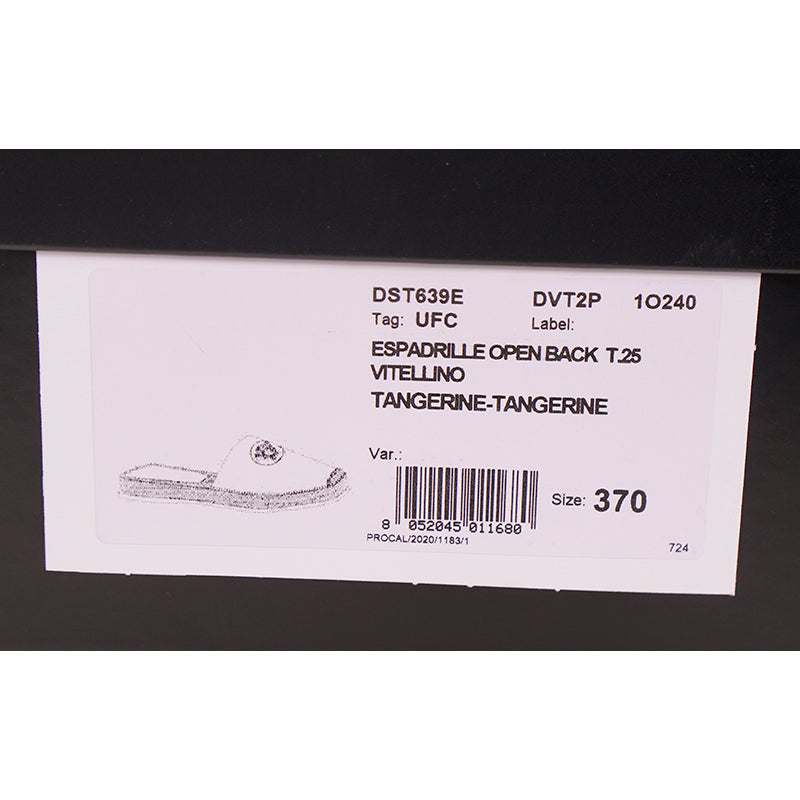 DST639E DVT2P 1O240
Tag: UFC Label:
ESPADRILLE OPEN BACK T.25
VITELLINO
TANGERINE-TANGERINE
Var.:
Size: 370
8 052045 011680
PROCAL/2020/1183/1
724